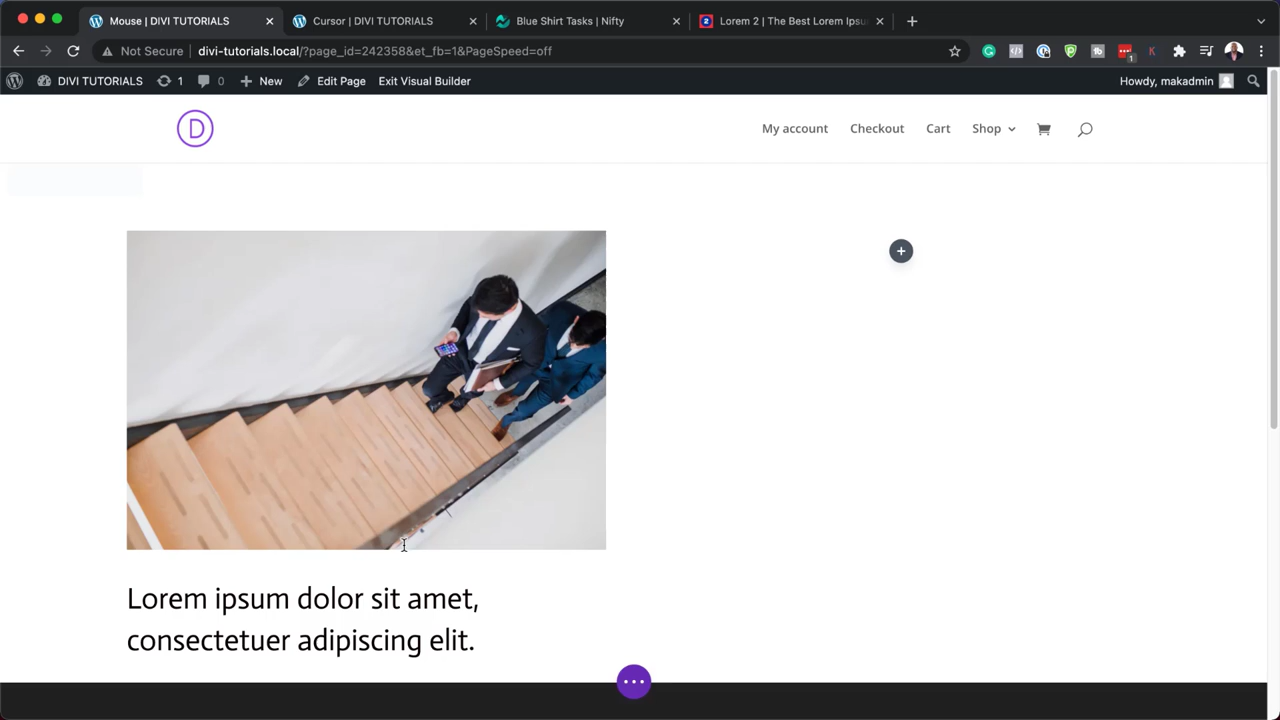 Mouse | DIVI TUTORIALS
Cursor | DIVI TUTORIALS
Blue Shirt Tasks | Nifty
Lorem 2 | The Best Lorem Ipsu
Not Secure
divi-tutorials.local/?page_id=242358&et_fb=1&PageSpeed=off
1
DIVI TUTORIALS
1
0
New
Edit Page
Exit Visual Builder
Howdy, makadmin
D
My account
Checkout
Cart
Shop
Lorem ipsum dolor sit amet,
consectetuer adipiscing elit.